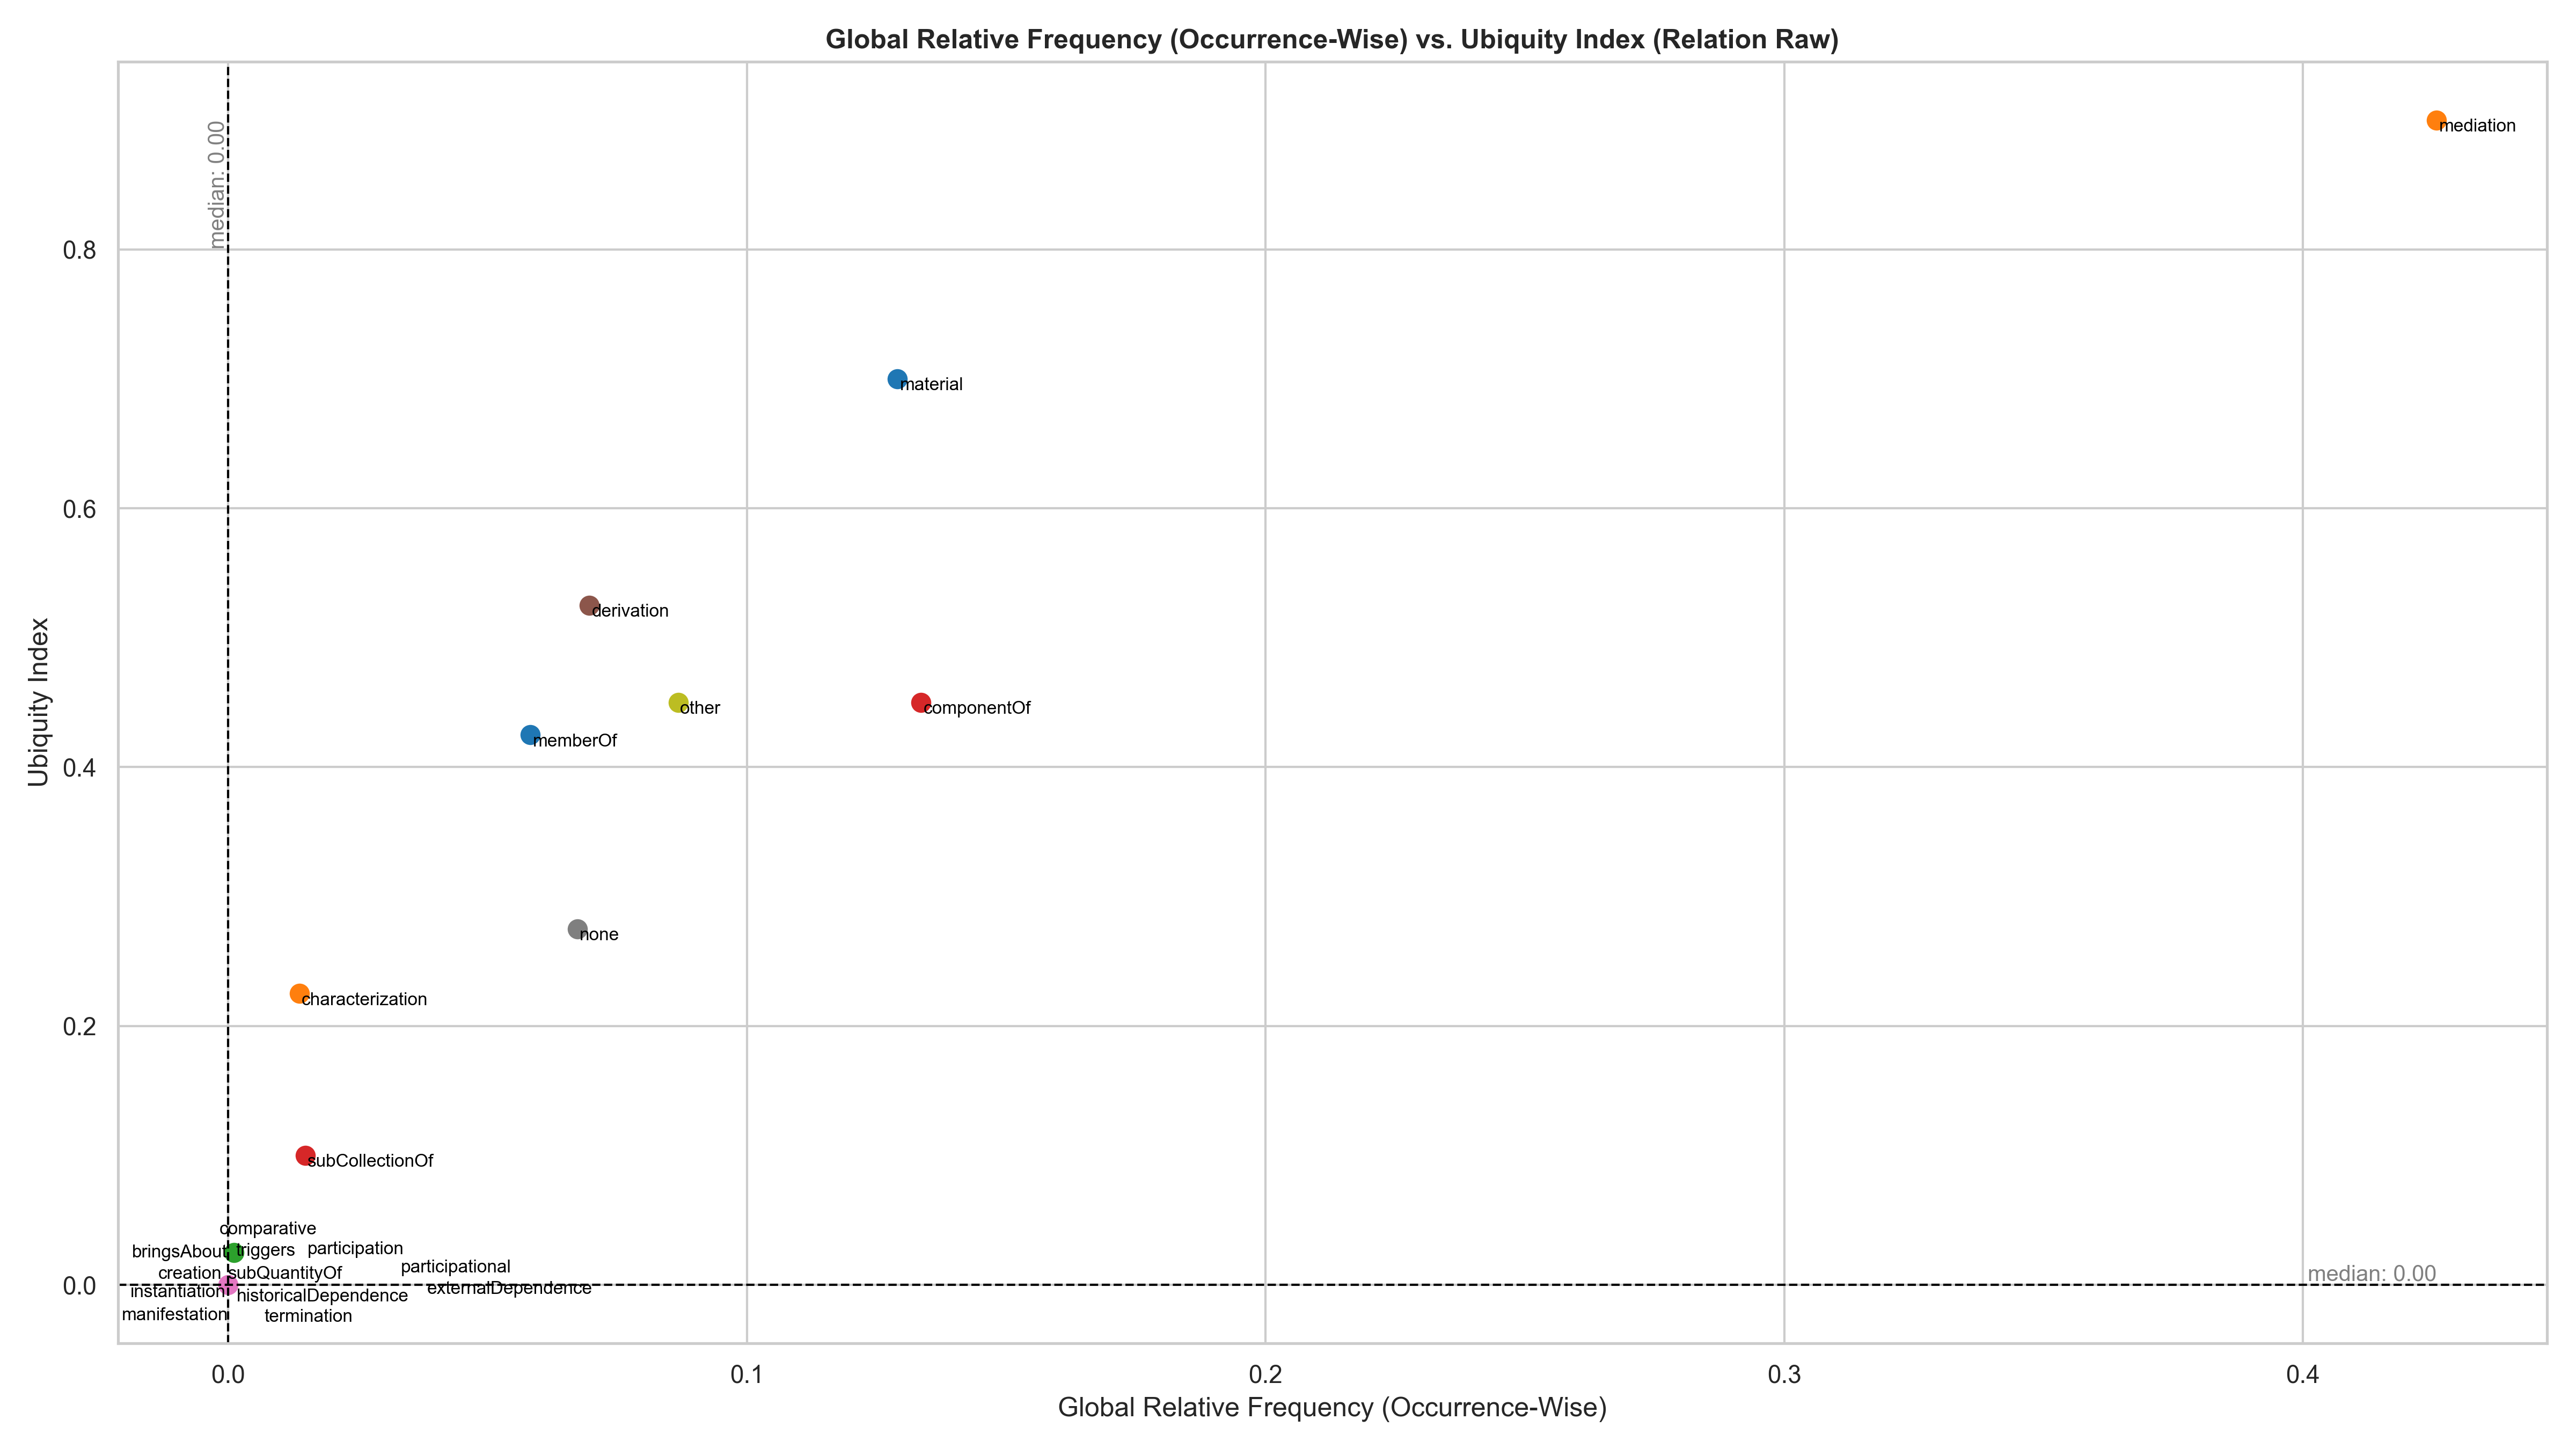 Global Relative Frequency (Occurrence-Wise) vs. Ubiquity Index (Relation Raw)
median: 0.00
mediation
0.8
material
0.6
derivation
other
componentOf
memberOf
0.4
none
characterization
0.2
subCollectionOf
comparative
bringsAbout
triggers
participation
participational
creation
subQuantityOf
median: 0.00
0.0
externalDependence
instantiation
historicalDependence
manifestation
termination
Ubiquity Index
0.0
0.1
0.2
0.3
0.4
Global Relative Frequency (Occurrence-Wise)